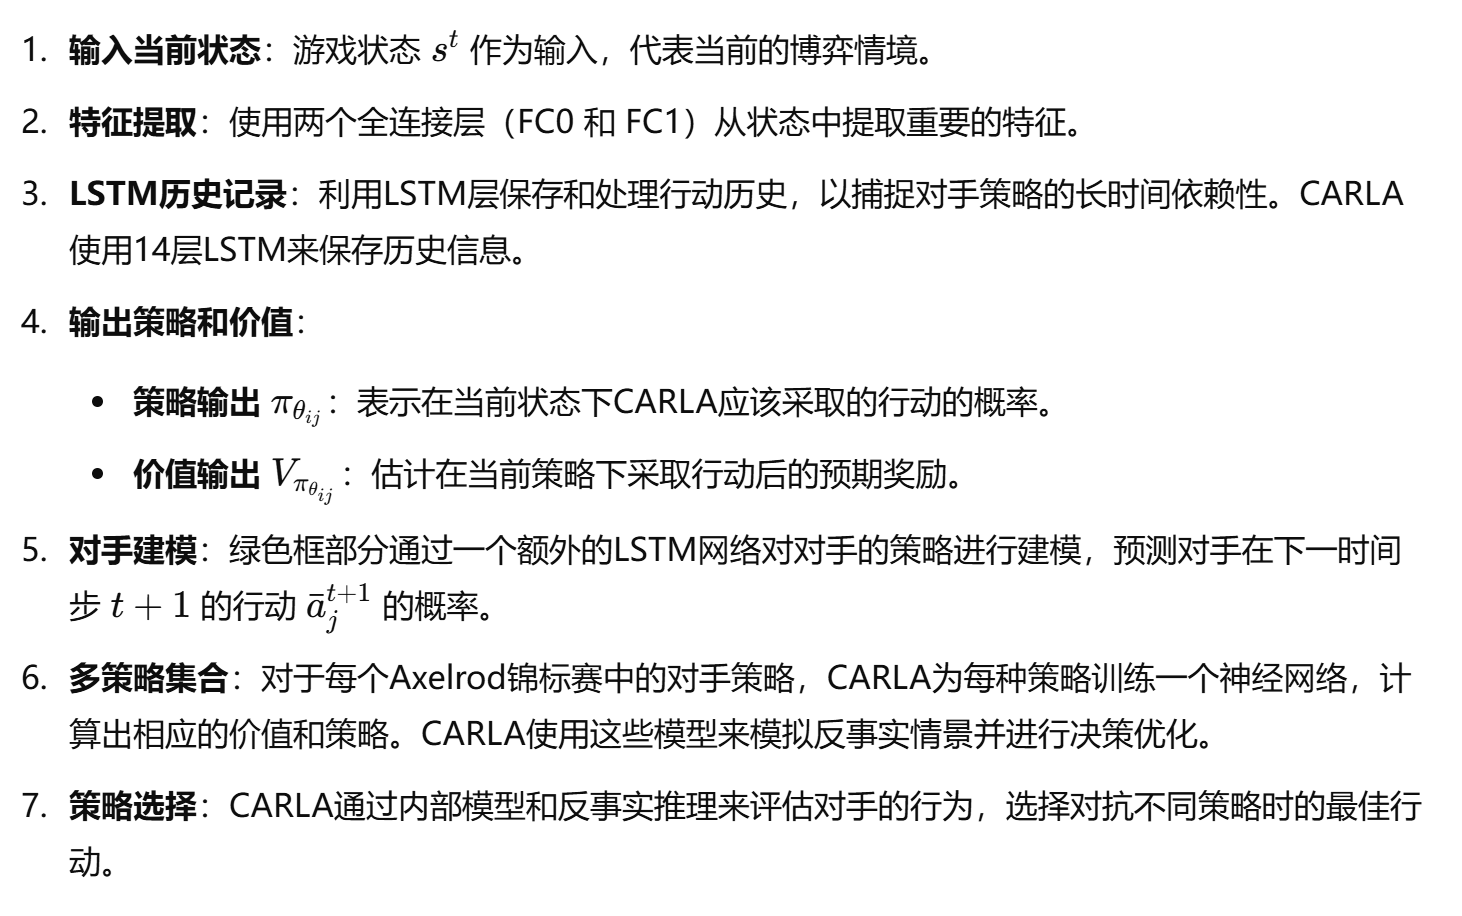 1. 输入当前状态：游戏状态 s^t 作为输入，代表当前的博弈情境。
2. 特征提取：使用两个全连接层（FC0 和 FC1）从状态中提取重要的特征。
3. LSTM历史记录：利用LSTM层保存和处理行动历史，以捕捉对手策略的长时间依赖性。CARLA
使用14层LSTM来保存历史信息。
4. 输出策略和价值：
• 策略输出 π_{θ_{ij}}：表示在当前状态下CARLA应该采取的行动的概率。
• 价值输出 V_{π_{θ_{ij}}}：估计在当前策略下采取行动后的预期奖励。
5. 对手建模：绿色框部分通过一个额外的LSTM网络对对手的策略进行建模，预测对手在下一时间
步 t + 1 的行动 ā_j^{t+1} 的概率。
6. 多策略集合：对于每个Axelrod锦标赛中的对手策略，CARLA为每种策略训练一个神经网络，计
算出相应的价值和策略。CARLA使用这些模型来模拟反事实情景并进行决策优化。
7. 策略选择：CARLA通过内部模型和反事实推理来评估对手的行为，选择对抗不同策略时的最佳行
动。